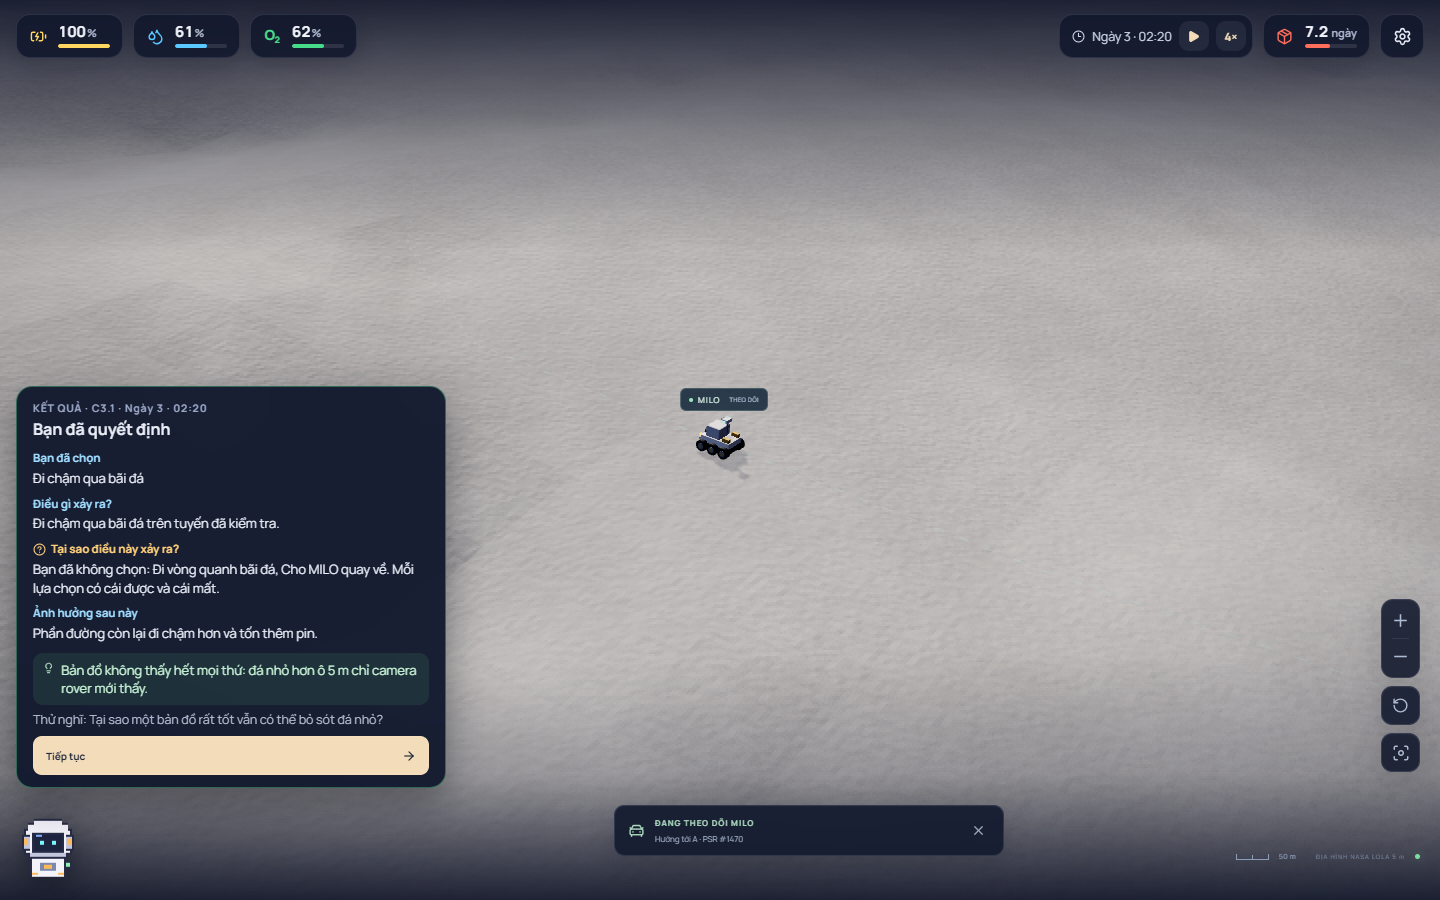 100%
61%
O₂ 62%
Ngày 3 · 02:20
4×
7.2 ngày
MILO THEO DÕI
KẾT QUẢ · C3.1 · Ngày 3 · 02:20
Bạn đã quyết định
Bạn đã chọn
Đi chậm qua bãi đá
Điều gì xảy ra?
Đi chậm qua bãi đá trên tuyến đã kiểm tra.
Tại sao điều này xảy ra?
Bạn đã không chọn: Đi vòng quanh bãi đá, Cho MILO quay về. Mỗi
lựa chọn có cái được và cái mất.
Ảnh hưởng sau này
Phần đường còn lại đi chậm hơn và tốn thêm pin.
Bản đồ không thấy hết mọi thứ: đá nhỏ hơn ô 5 m chỉ camera
rover mới thấy.
Thử nghĩ: Tại sao một bản đồ rất tốt vẫn có thể bỏ sót đá nhỏ?
Tiếp tục
ĐANG THEO DÕI MILO
Hướng tới A · PSR #1470
50 m
ĐỊA HÌNH NASA LOLA 5 m